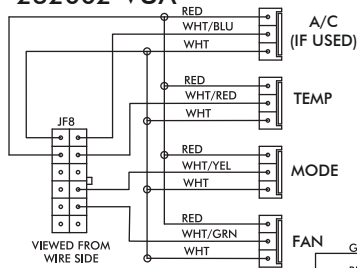 RED
WHT/BLU
WHT
A/C
(IF USED)
RED
WHT/RED
WHT
TEMP
JF8
RED
WHT/YEL
WHT
MODE
RED
WHT/GRN
WHT
FAN
VIEWED FROM
WIRE SIDE